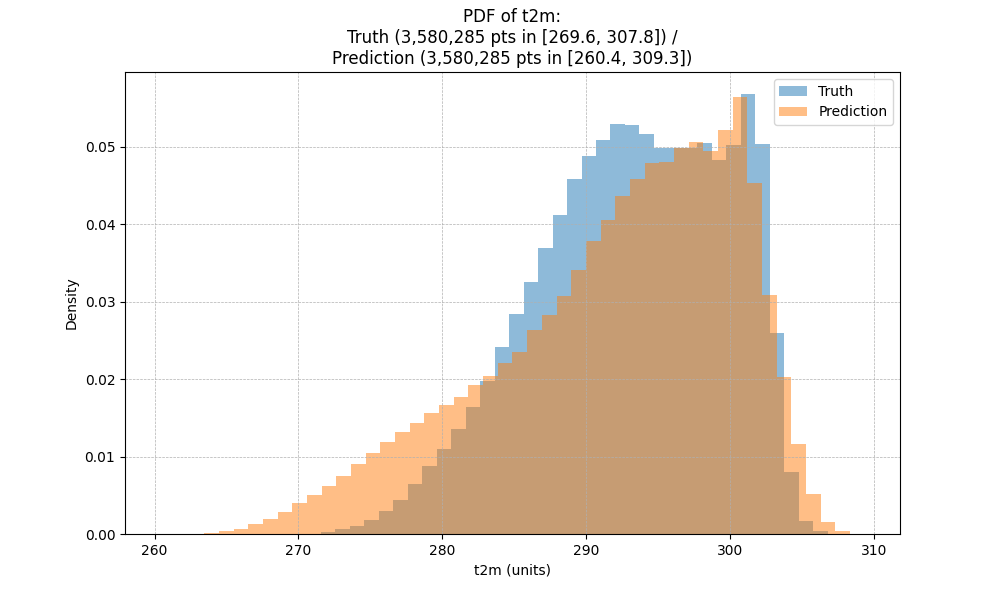 PDF of t2m:
Truth (3,580,285 pts in [269.6, 307.8]) /
Prediction (3,580,285 pts in [260.4, 309.3])
Truth
Prediction
0.05
0.04
0.03
0.02
0.01
0.00
Density
260
270
280
290
300
310
t2m (units)